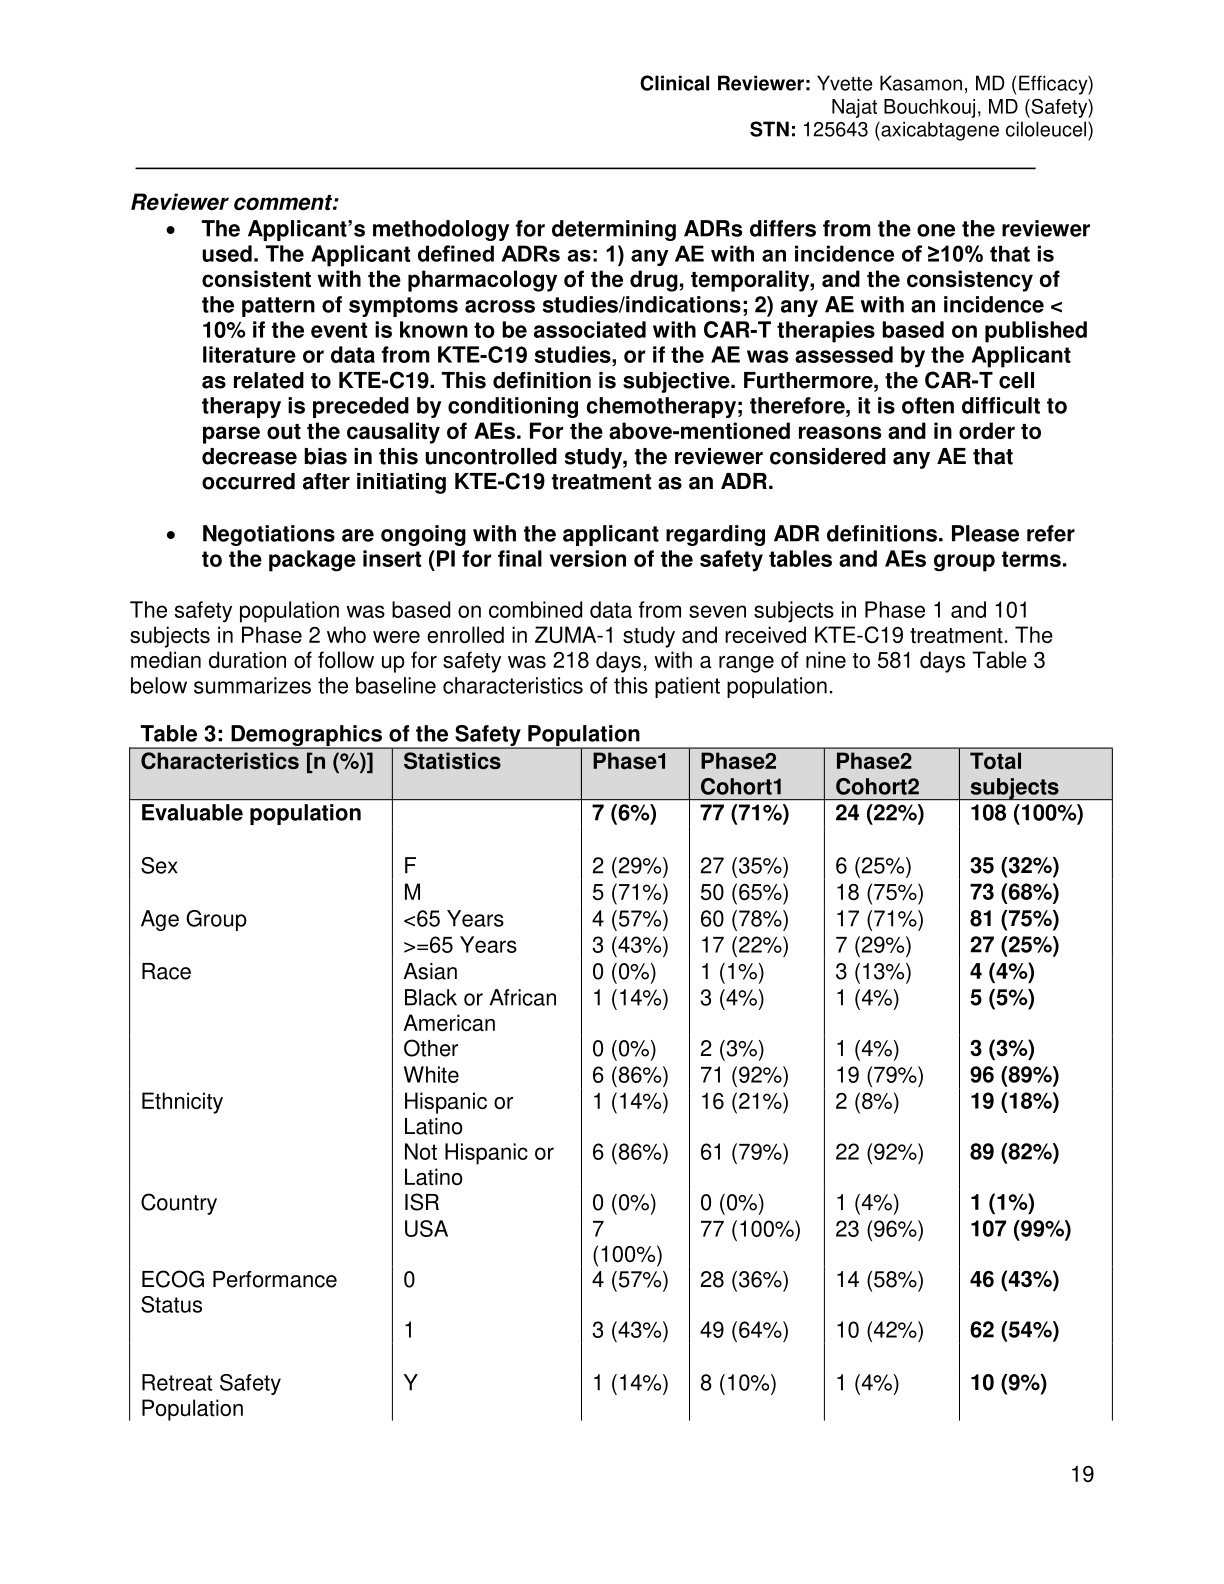 Clinical Reviewer: Yvette Kasamon, MD (Efficacy)
Najat Bouchkouj, MD (Safety)
STN: 125643 (axicabtagene ciloleucel)
Reviewer comment:
• The Applicant's methodology for determining ADRs differs from the one the reviewer
used. The Applicant defined ADRs as: 1) any AE with an incidence of ≥10% that is
consistent with the pharmacology of the drug, temporality, and the consistency of
the pattern of symptoms across studies/indications; 2) any AE with an incidence <
10% if the event is known to be associated with CAR-T therapies based on published
literature or data from KTE-C19 studies, or if the AE was assessed by the Applicant
as related to KTE-C19. This definition is subjective. Furthermore, the CAR-T cell
therapy is preceded by conditioning chemotherapy; therefore, it is often difficult to
parse out the causality of AEs. For the above-mentioned reasons and in order to
decrease bias in this uncontrolled study, the reviewer considered any AE that
occurred after initiating KTE-C19 treatment as an ADR.
• Negotiations are ongoing with the applicant regarding ADR definitions. Please refer
to the package insert (PI for final version of the safety tables and AEs group terms.
The safety population was based on combined data from seven subjects in Phase 1 and 101
subjects in Phase 2 who were enrolled in ZUMA-1 study and received KTE-C19 treatment. The
median duration of follow up for safety was 218 days, with a range of nine to 581 days Table 3
below summarizes the baseline characteristics of this patient population.
Table 3: Demographics of the Safety Population
Characteristics [n (%)] Statistics Phase1 Phase2 Phase2 Total
Cohort1 Cohort2 subjects
Evaluable population 7 (6%) 77 (71%) 24 (22%) 108 (100%)
Sex F 2 (29%) 27 (35%) 6 (25%) 35 (32%)
M 5 (71%) 50 (65%) 18 (75%) 73 (68%)
Age Group <65 Years 4 (57%) 60 (78%) 17 (71%) 81 (75%)
>=65 Years 3 (43%) 17 (22%) 7 (29%) 27 (25%)
Race Asian 0 (0%) 1 (1%) 3 (13%) 4 (4%)
Black or African 1 (14%) 3 (4%) 1 (4%) 5 (5%)
American
Other 0 (0%) 2 (3%) 1 (4%) 3 (3%)
White 6 (86%) 71 (92%) 19 (79%) 96 (89%)
Ethnicity Hispanic or 1 (14%) 16 (21%) 2 (8%) 19 (18%)
Latino
Not Hispanic or 6 (86%) 61 (79%) 22 (92%) 89 (82%)
Latino
Country ISR 0 (0%) 0 (0%) 1 (4%) 1 (1%)
USA 7 77 (100%) 23 (96%) 107 (99%)
(100%)
ECOG Performance 0 4 (57%) 28 (36%) 14 (58%) 46 (43%)
Status
1 3 (43%) 49 (64%) 10 (42%) 62 (54%)
Retreat Safety Y 1 (14%) 8 (10%) 1 (4%) 10 (9%)
Population
19